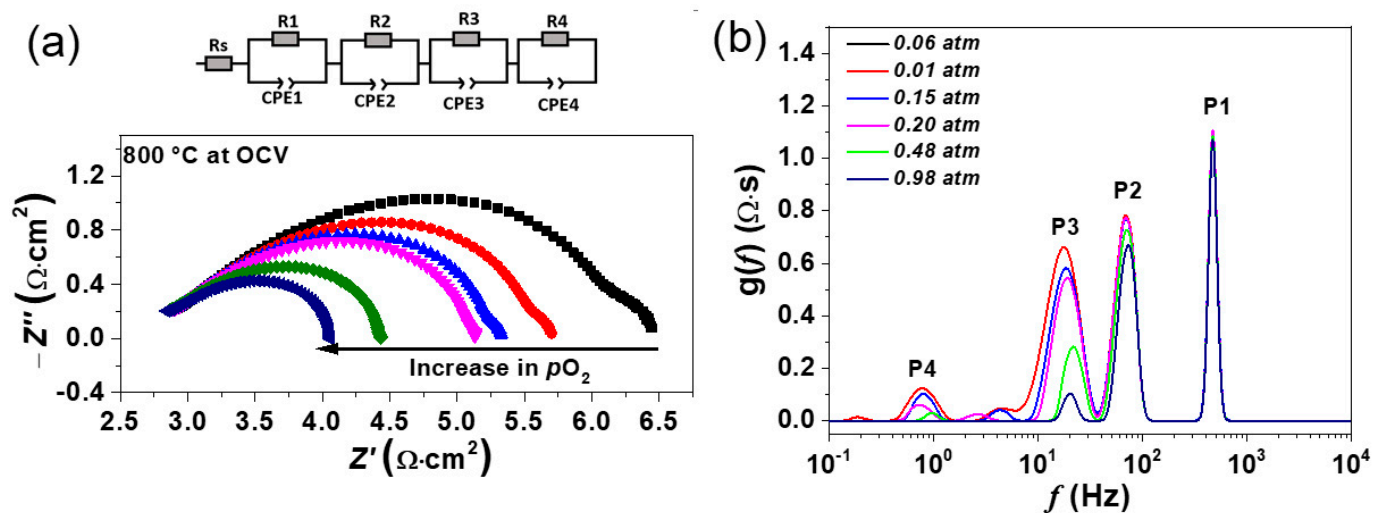 (a)
Rs
R1
R2
R3
R4
CPE1
CPE2
CPE3
CPE4
800 °C at OCV
1.2
0.8
0.4
0.0
-0.4
−Z″ (Ω·cm²)
Increase in pO₂
2.5 3.0 3.5 4.0 4.5 5.0 5.5 6.0 6.5
Z′ (Ω·cm²)
(b)
1.4
1.2
1.0
0.8
0.6
0.4
0.2
0.0
g(f) (Ω·s)
0.06 atm
0.01 atm
0.15 atm
0.20 atm
0.48 atm
0.98 atm
P1
P2
P3
P4
10⁻¹ 10⁰ 10¹ 10² 10³ 10⁴
f (Hz)